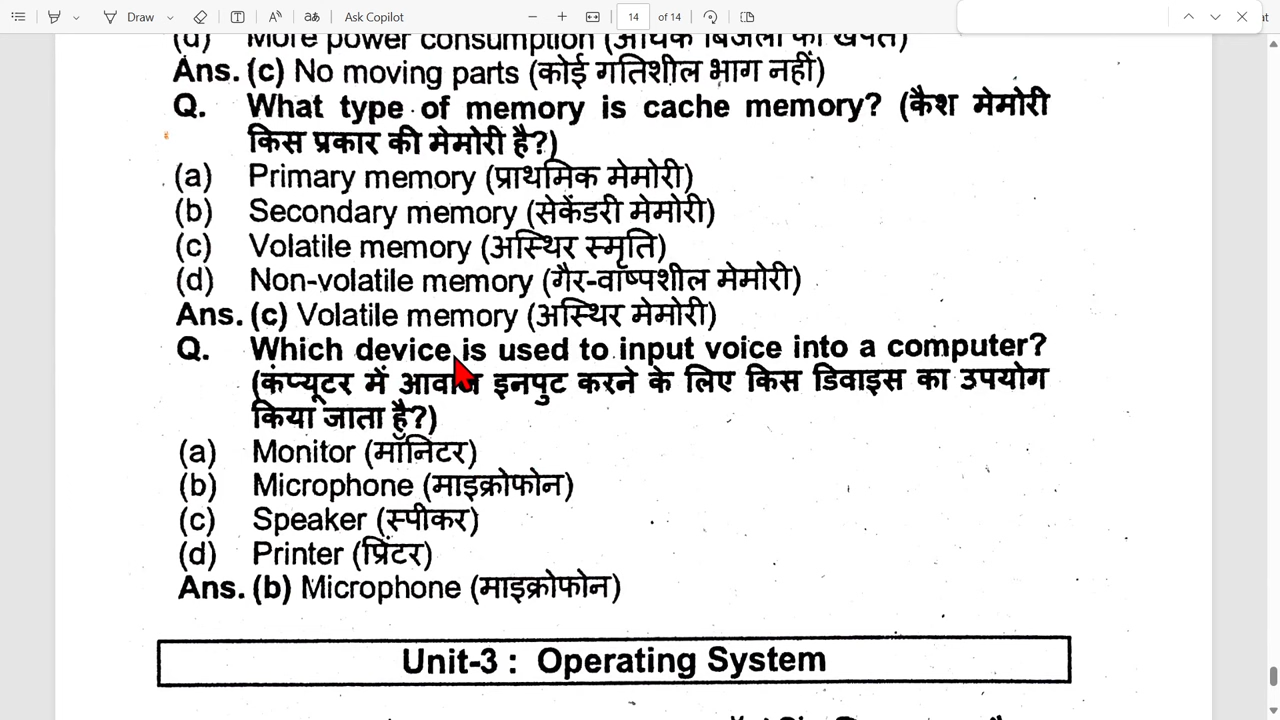 Draw
Ask Copilot
14 of 14
(d) More power consumption (अधिक बिजली की खपत)
Ans. (c) No moving parts (कोई गतिशील भाग नहीं)
Q. What type of memory is cache memory? (कैश मेमोरी
किस प्रकार की मेमोरी है?)
(a) Primary memory (प्राथमिक मेमोरी)
(b) Secondary memory (सेकेंडरी मेमोरी)
(c) Volatile memory (अस्थिर स्मृति)
(d) Non-volatile memory (गैर-वॉष्पशील मेमोरी)
Ans. (c) Volatile memory (अस्थिर मेमोरी)
Q. Which device is used to input voice into a computer?
(कंप्यूटर में आवाज इनपुट करने के लिए किस डिवाइस का उपयोग
किया जाता है?)
(a) Monitor (मॉनिटर)
(b) Microphone (माइक्रोफोन)
(c) Speaker (स्पीकर)
(d) Printer (प्रिंटर)
Ans. (b) Microphone (माइक्रोफोन)
Unit-3 : Operating System